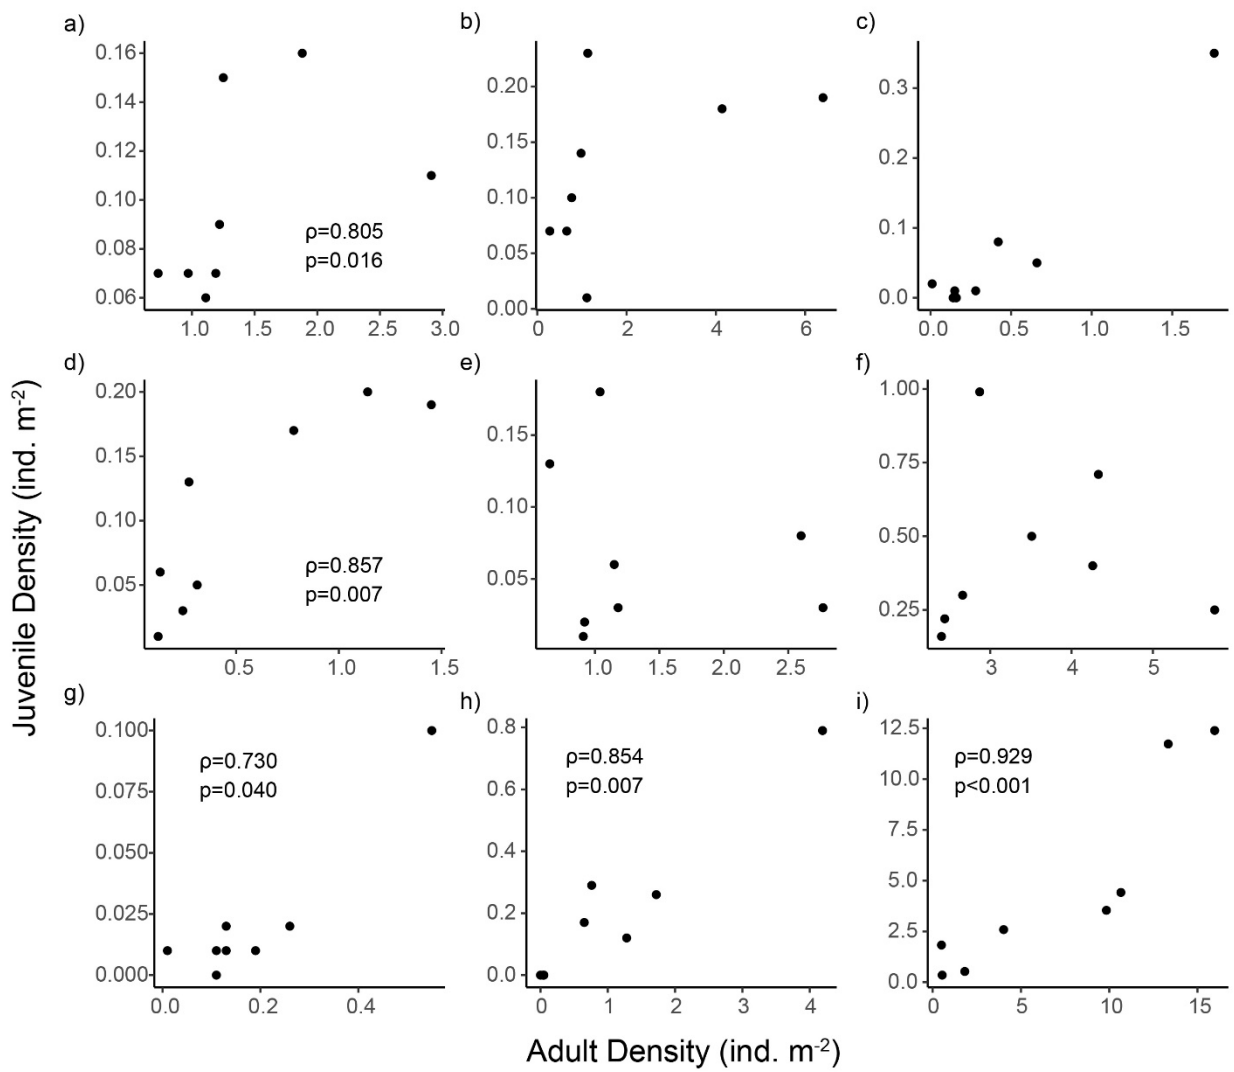 a)
0.16
0.14
0.12
0.10
0.08
0.06
ρ=0.805
p=0.016
1.0 1.5 2.0 2.5 3.0
b)
0.20
0.15
0.10
0.05
0.00
0 2 4 6
c)
0.3
0.2
0.1
0.0
0.0 0.5 1.0 1.5
d)
0.20
0.15
0.10
0.05
ρ=0.857
p=0.007
0.5 1.0 1.5
e)
0.15
0.10
0.05
1.0 1.5 2.0 2.5
f)
1.00
0.75
0.50
0.25
3 4 5
g)
0.100
0.075
0.050
0.025
0.000
ρ=0.730
p=0.040
0.0 0.2 0.4
h)
0.8
0.6
0.4
0.2
0.0
ρ=0.854
p=0.007
0 1 2 3 4
i)
12.5
10.0
7.5
5.0
2.5
0.0
ρ=0.929
p<0.001
0 5 10 15
Juvenile Density (ind. m⁻²)
Adult Density (ind. m⁻²)